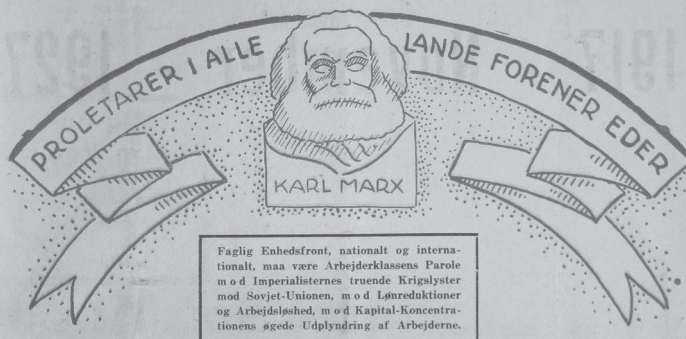 PROLETARER I ALLE LANDE FORENER EDER
KARL MARX
Faglig Enhedsfront, nationalt og interna-
tionalt, maa være Arbejderklassens Parole
mod Imperialisternes truende Krigslyster
mod Sovjet-Unionen, mod Lønreduktioner
og Arbejdsløshed, mod Kapital-Koncentra-
tionens øgede Udplyndring af Arbejderne.